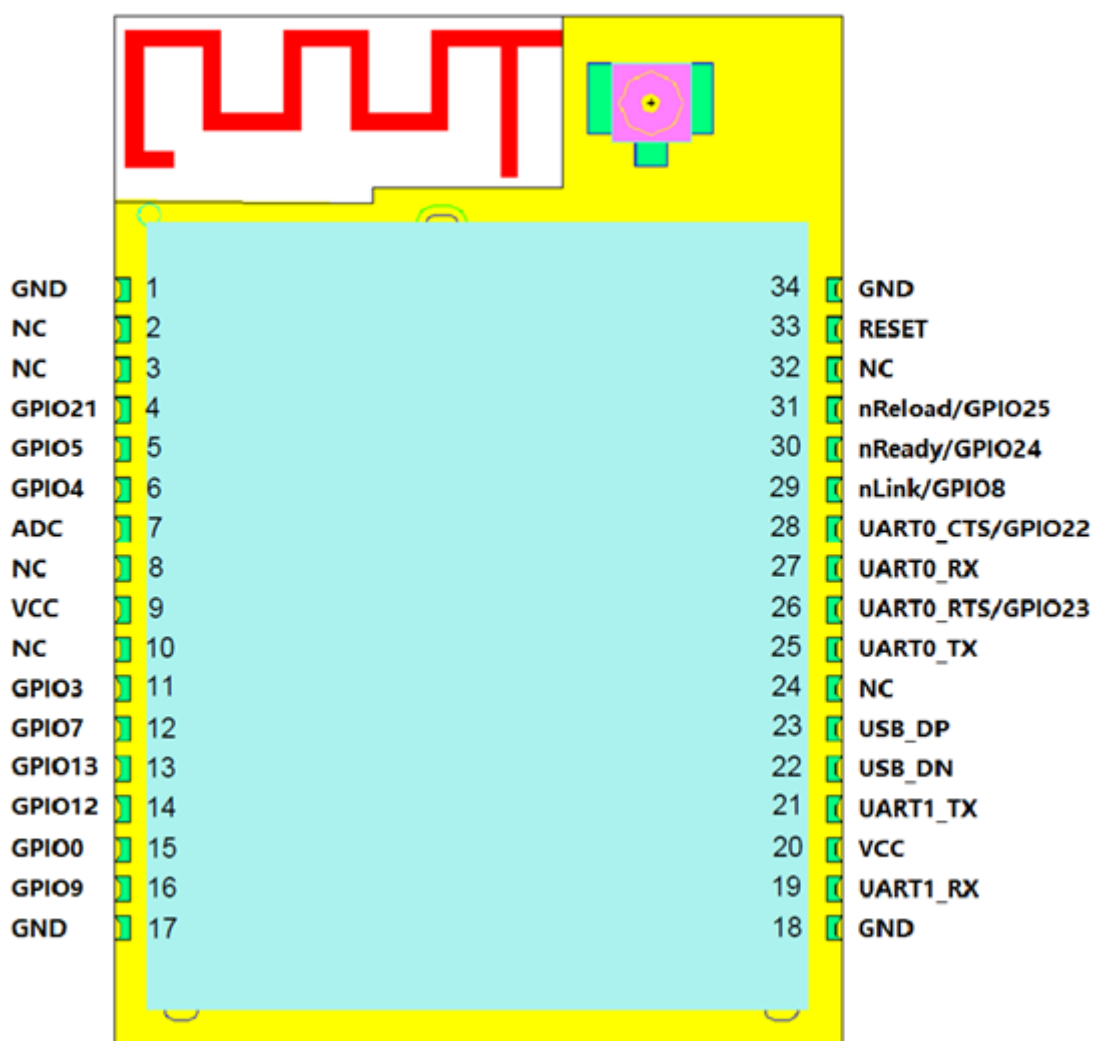 GND 1 34 GND
NC 2 33 RESET
NC 3 32 NC
GPIO21 4 31 nReload/GPIO25
GPIO5 5 30 nReady/GPIO24
GPIO4 6 29 nLink/GPIO8
ADC 7 28 UART0_CTS/GPIO22
NC 8 27 UART0_RX
VCC 9 26 UART0_RTS/GPIO23
NC 10 25 UART0_TX
GPIO3 11 24 NC
GPIO7 12 23 USB_DP
GPIO13 13 22 USB_DN
GPIO12 14 21 UART1_TX
GPIO0 15 20 VCC
GPIO9 16 19 UART1_RX
GND 17 18 GND